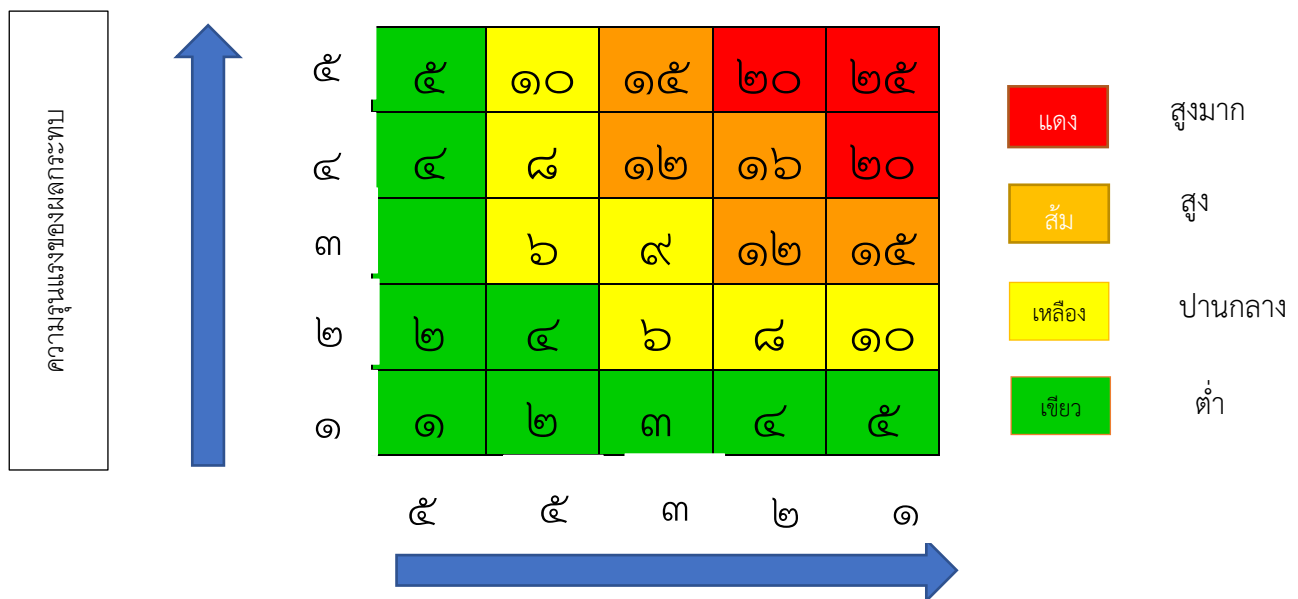 ความรุนแรงของผลกระทบ
๕ ๕ ๑๐ ๑๕ ๒๐ ๒๕
๔ ๔ ๘ ๑๒ ๑๖ ๒๐
๓ ๖ ๙ ๑๒ ๑๕
๒ ๒ ๔ ๖ ๘ ๑๐
๑ ๑ ๒ ๓ ๔ ๕
๕ ๕ ๓ ๒ ๑
แดง สูงมาก
ส้ม สูง
เหลือง ปานกลาง
เขียว ต่ำ